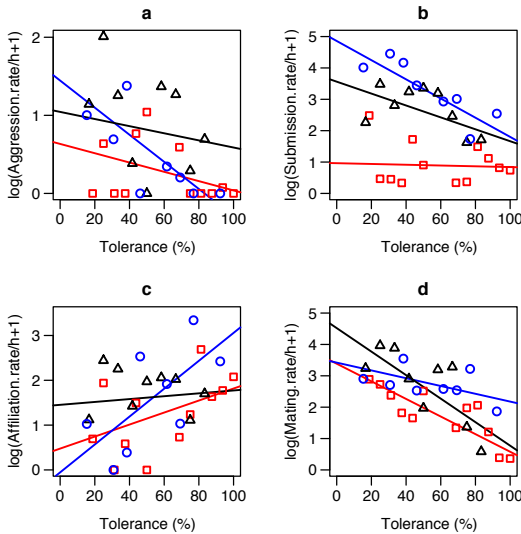 a
log(Aggression.rate/h+1)
0
1
2
0 20 40 60 80 100
Tolerance (%)
b
log(Submission.rate/h+1)
0
1
2
3
4
5
0 20 40 60 80 100
Tolerance (%)
c
log(Affiliation.rate/h+1)
0
1
2
3
0 20 40 60 80 100
Tolerance (%)
d
log(Mating.rate/h+1)
0
1
2
3
4
5
0 20 40 60 80 100
Tolerance (%)